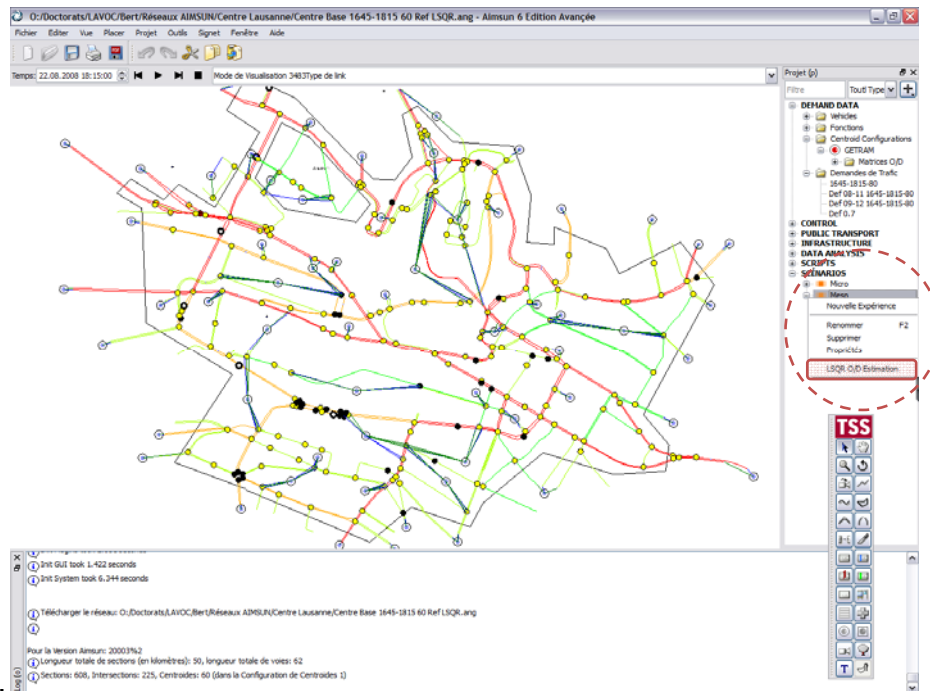 O:/Doctorats/LAVOC/Bert/Réseaux AIMSUN/Centre Lausanne/Centre Base 1645-1815 60 Ref LSQR.ang - Aimsun 6 Edition Avançée
Fichier Editer Vue Placer Projet Outils Signet Fenêtre Aide
Temps: 22.08.2008 18:15:00 Mode de Visualisation 3483Type de link
Projet (p)
Filtre Toutl Type
DEMAND DATA
Vehicles
Fonctions
Centroid Configurations
GETRAM
Matrices O/D
Demandes de Trafic
1645-1815-80
Def 08-11 1645-1815-80
Def 09-12 1645-1815-80
Def 0.7
CONTROL
PUBLIC TRANSPORT
INFRASTRUCTURE
DATA ANALYSIS
SCRIPTS
SCÉNARIOS
Micro
Meso
Nouvelle Expérience
Renommer F2
Supprimer
Propriétés
LSQR O/D Estimation
TSS
T
Init GUI took 1.422 seconds
Init System took 6.344 seconds
Télécharger le réseau: O:/Doctorats/LAVOC/Bert/Réseaux AIMSUN/Centre Lausanne/Centre Base 1645-1815 60 Ref LSQR.ang
Pour la Version Aimsun: 20003%2
Longueur totale de sections (en kilomètres): 50, longueur totale de voies: 62
Sections: 608, Intersections: 225, Centroides: 60 (dans la Configuration de Centroides 1)